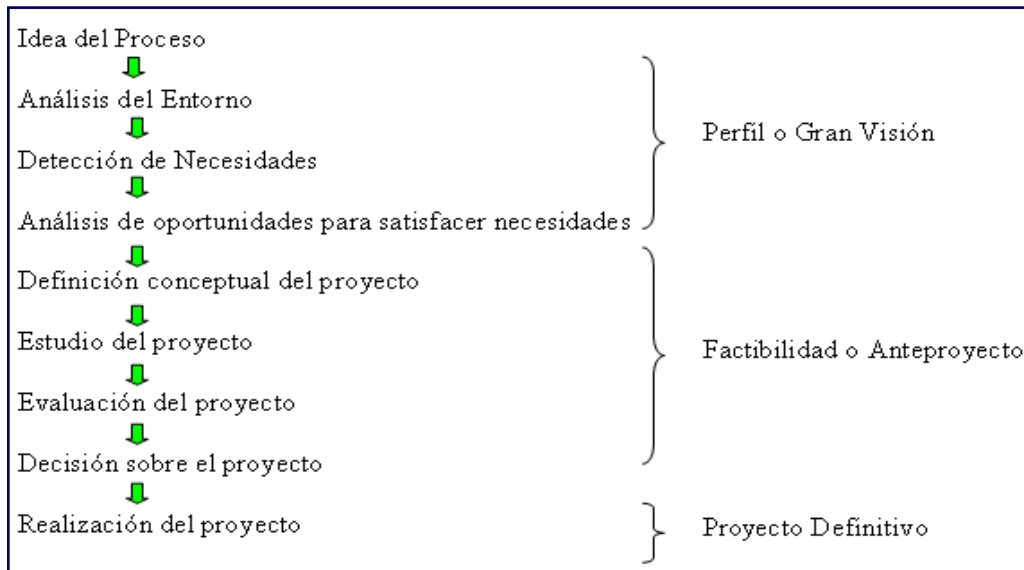 Idea del Proceso
Análisis del Entorno
Detección de Necesidades
Análisis de oportunidades para satisfacer necesidades
Perfil o Gran Visión
Definición conceptual del proyecto
Estudio del proyecto
Evaluación del proyecto
Decisión sobre el proyecto
Factibilidad o Anteproyecto
Realización del proyecto
Proyecto Definitivo